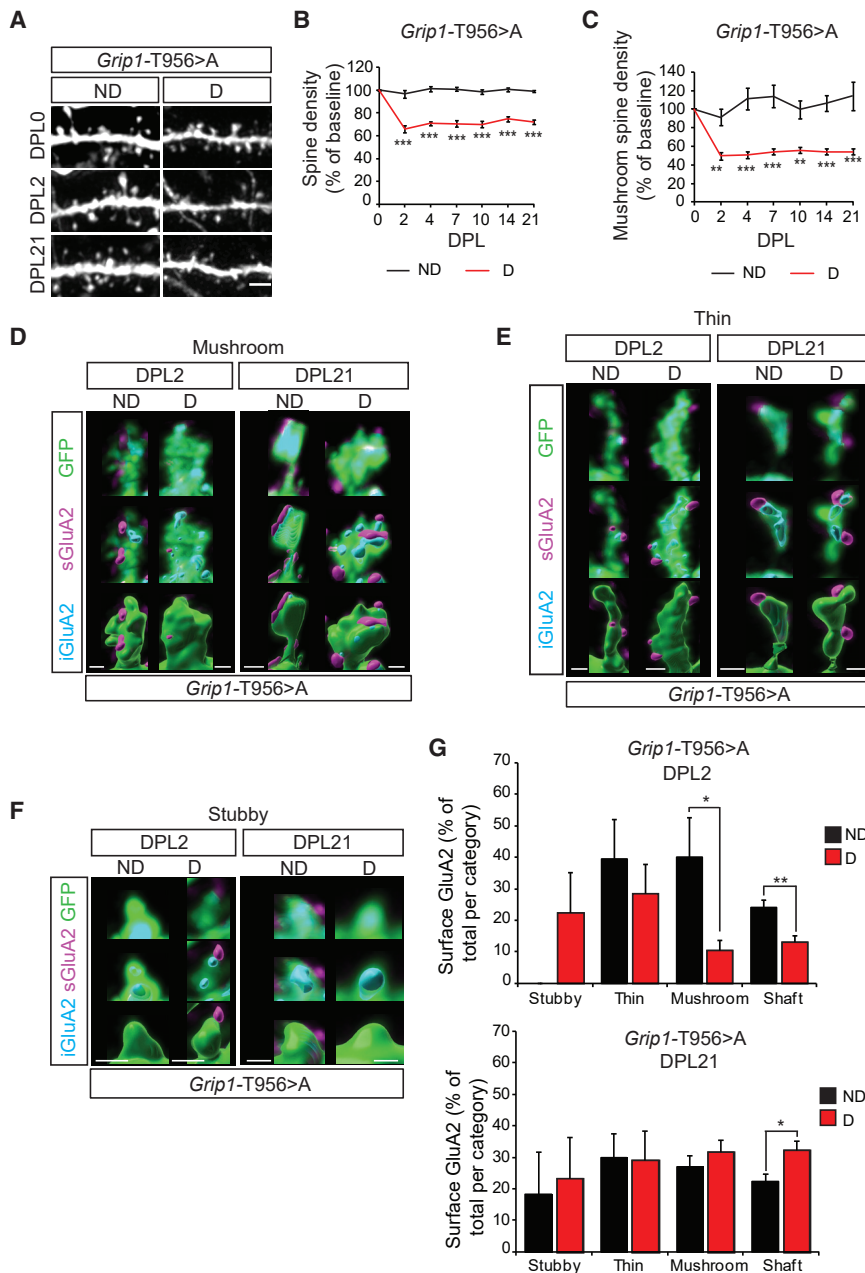 A
Grip1-T956>A
ND
D
DPL0
DPL2
DPL21
B
Grip1-T956>A
Spine density
(% of baseline)
120
100
80
60
40
20
0
***
***
***
***
***
***
0
2
4
7
10
14
21
DPL
ND
D
C
Grip1-T956>A
Mushroom spine density
(% of baseline)
140
120
100
80
60
40
20
0
**
***
***
**
***
***
0
2
4
7
10
14
21
DPL
ND
D
D
Mushroom
DPL2
DPL21
ND
D
ND
D
iGluA2 sGluA2 GFP
Grip1-T956>A
E
Thin
DPL2
DPL21
ND
D
ND
D
iGluA2 sGluA2 GFP
Grip1-T956>A
F
Stubby
DPL2
DPL21
ND
D
ND
D
iGluA2 sGluA2 GFP
Grip1-T956>A
G
Grip1-T956>A
DPL2
Surface GluA2 (% of
total per category)
70
60
50
40
30
20
10
0
*
**
ND
D
Stubby
Thin
Mushroom
Shaft
Grip1-T956>A
DPL21
Surface GluA2 (% of
total per category)
70
60
50
40
30
20
10
0
*
ND
D
Stubby
Thin
Mushroom
Shaft